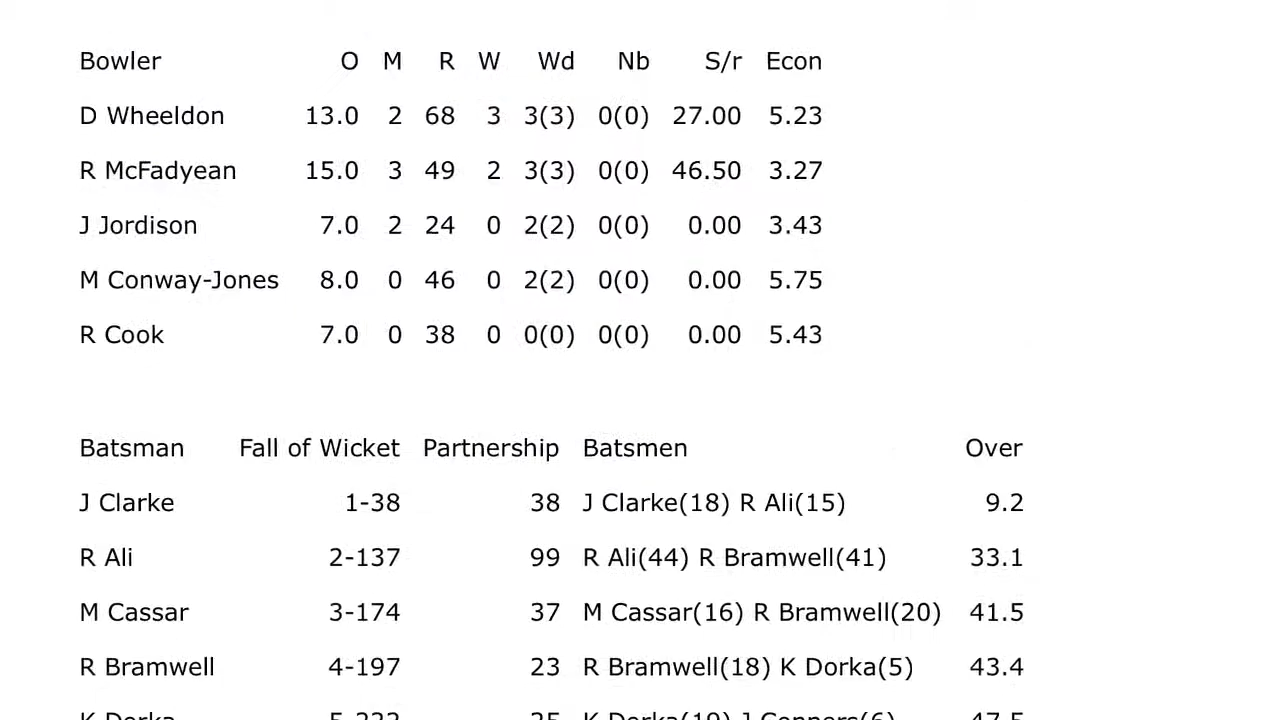 Bowler O M R W Wd Nb S/r Econ
D Wheeldon 13.0 2 68 3 3(3) 0(0) 27.00 5.23
R McFadyean 15.0 3 49 2 3(3) 0(0) 46.50 3.27
J Jordison 7.0 2 24 0 2(2) 0(0) 0.00 3.43
M Conway-Jones 8.0 0 46 0 2(2) 0(0) 0.00 5.75
R Cook 7.0 0 38 0 0(0) 0(0) 0.00 5.43
Batsman Fall of Wicket Partnership Batsmen Over
J Clarke 1-38 38 J Clarke(18) R Ali(15) 9.2
R Ali 2-137 99 R Ali(44) R Bramwell(41) 33.1
M Cassar 3-174 37 M Cassar(16) R Bramwell(20) 41.5
R Bramwell 4-197 23 R Bramwell(18) K Dorka(5) 43.4
K Dorka